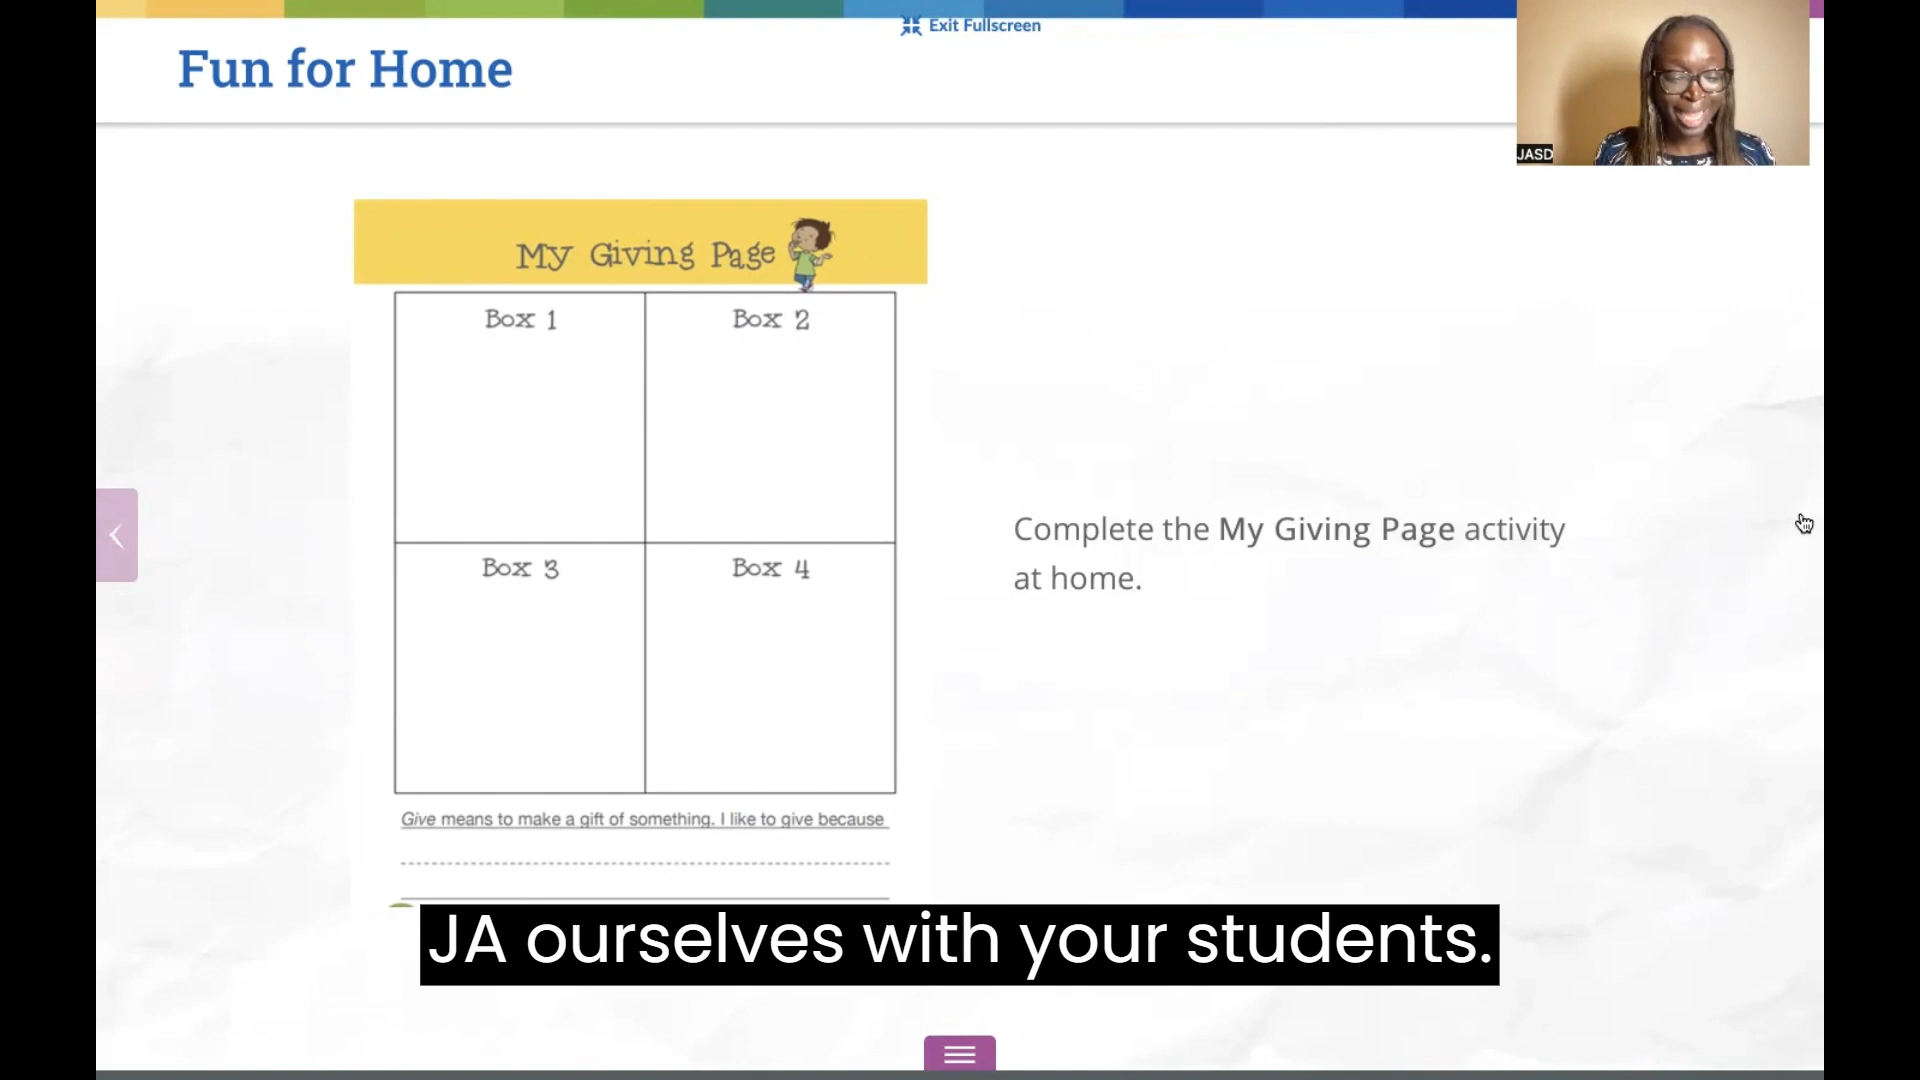 Exit Fullscreen
Fun for Home
JASD
My Giving Page
Box 1
Box 2
Box 3
Box 4
Give means to make a gift of something. I like to give because
Complete the My Giving Page activity
at home.
JA ourselves with your students.